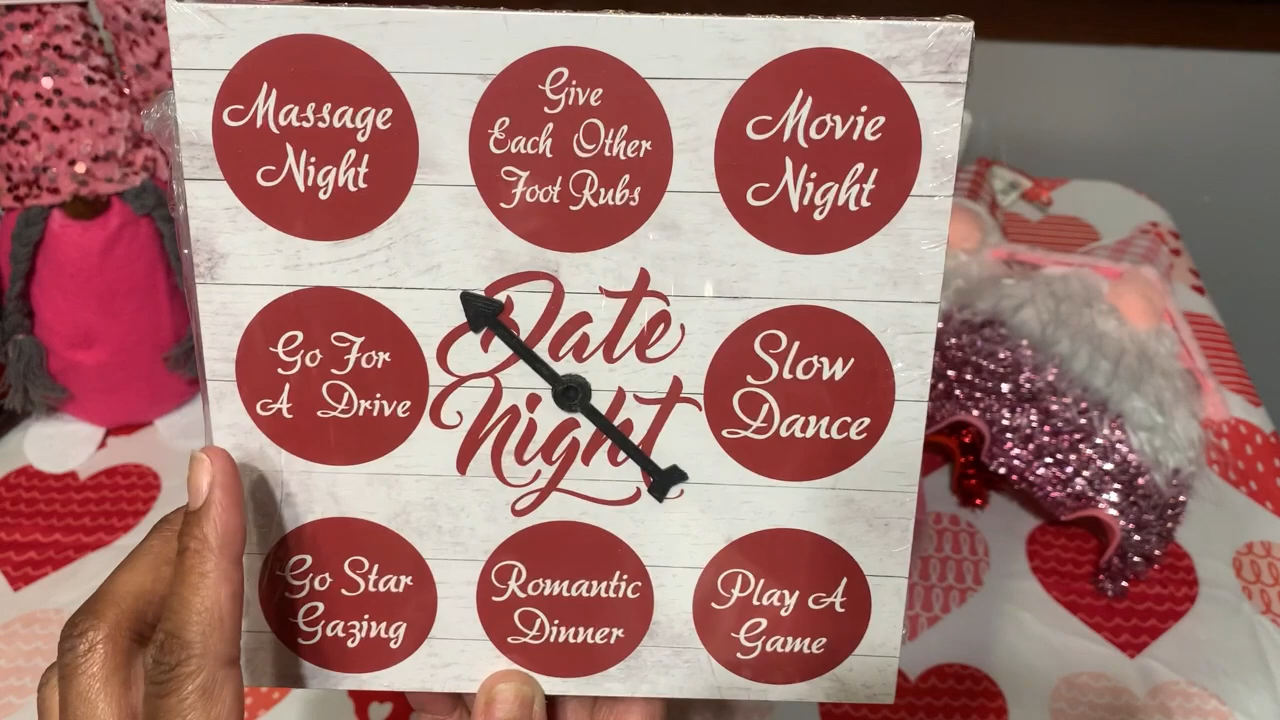 Massage
Night
Give
Each Other
Foot Rubs
Movie
Night
Go For
A Drive
Date
Night
Slow
Dance
Go Star
Gazing
Romantic
Dinner
Play A
Game